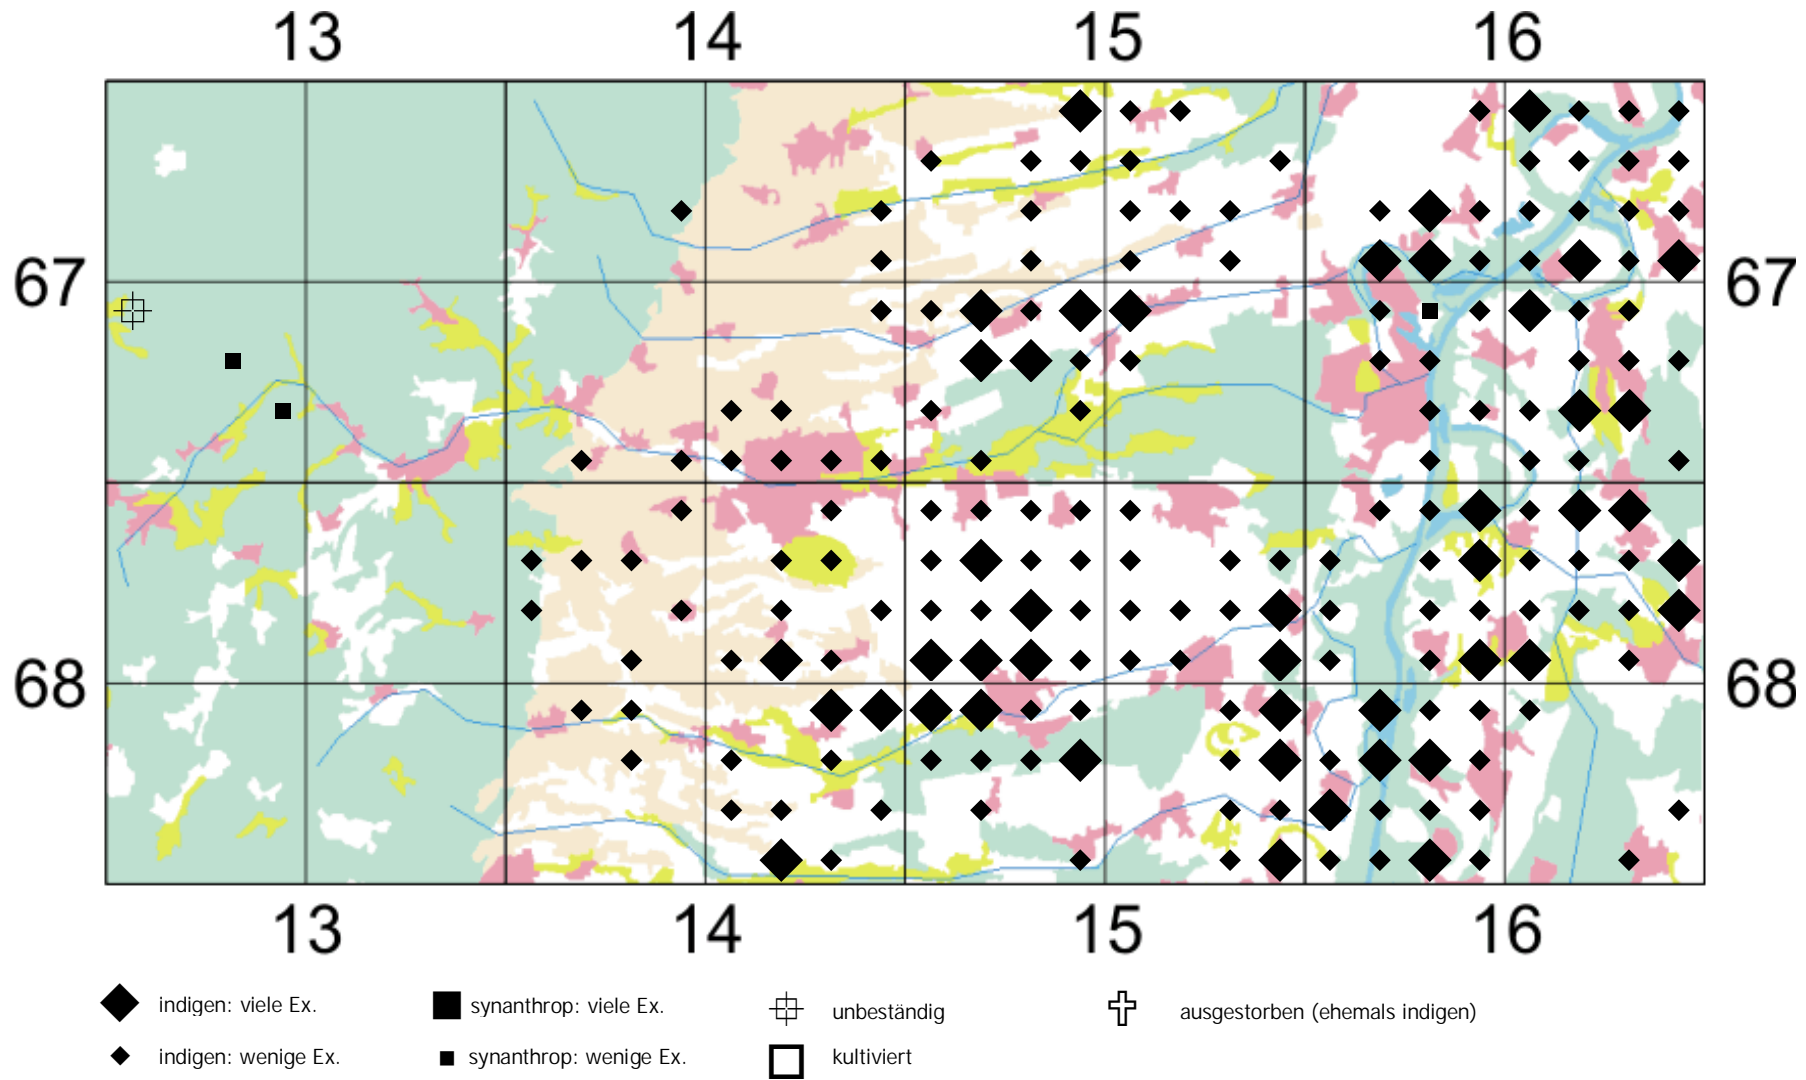 13 14 15 16
67 67
68 68
13 14 15 16
indigen: viele Ex. synanthrop: viele Ex. unbeständig ausgestorben (ehemals indigen)
indigen: wenige Ex. synanthrop: wenige Ex. kultiviert